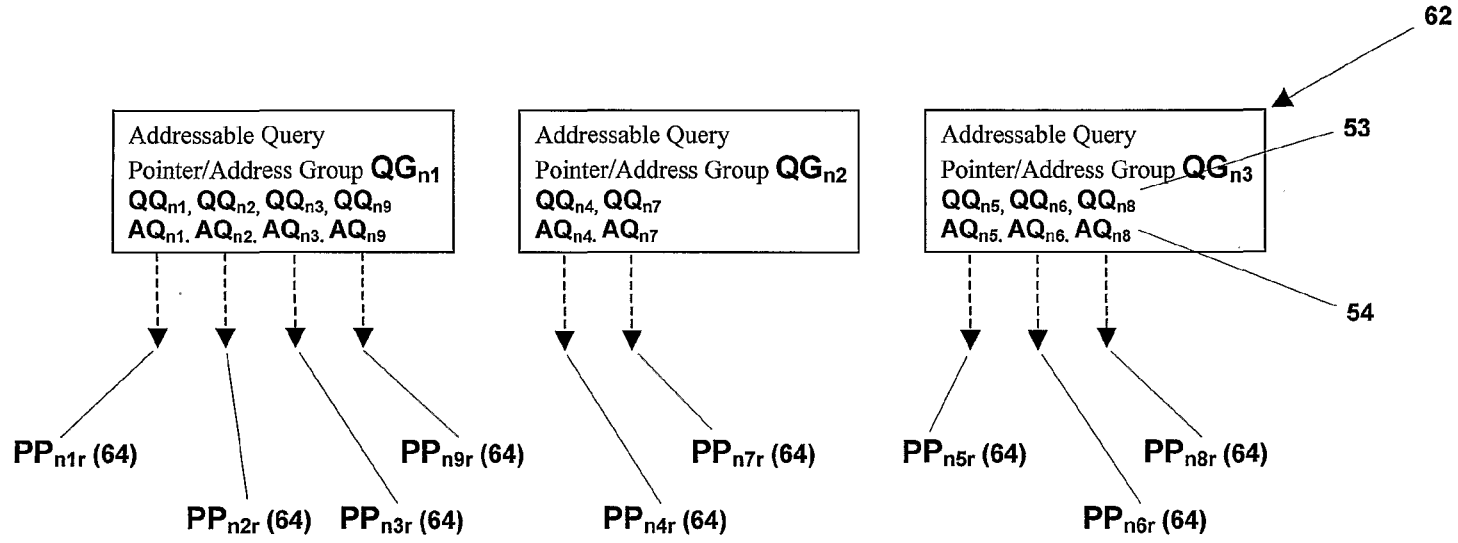 62
Addressable Query
Pointer/Address Group QGn1
QQn1, QQn2, QQn3, QQn9
AQn1. AQn2. AQn3. AQn9
Addressable Query
Pointer/Address Group QGn2
QQn4, QQn7
AQn4. AQn7
Addressable Query
Pointer/Address Group QGn3
QQn5, QQn6, QQn8
AQn5. AQn6. AQn8
53
54
PPn1r (64)
PPn9r (64)
PPn7r (64)
PPn5r (64)
PPn8r (64)
PPn2r (64)
PPn3r (64)
PPn4r (64)
PPn6r (64)